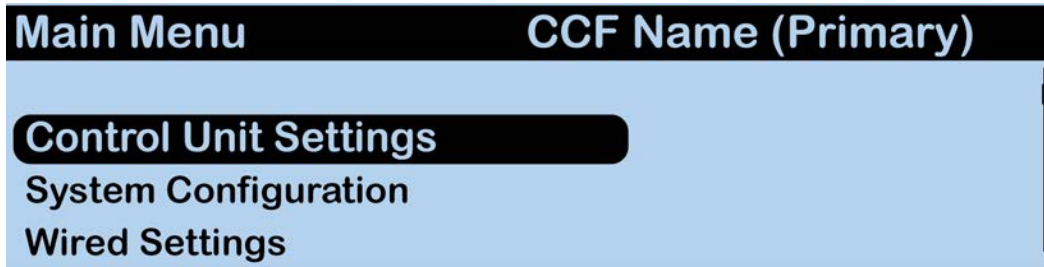 Main Menu CCF Name (Primary)
Control Unit Settings
System Configuration
Wired Settings